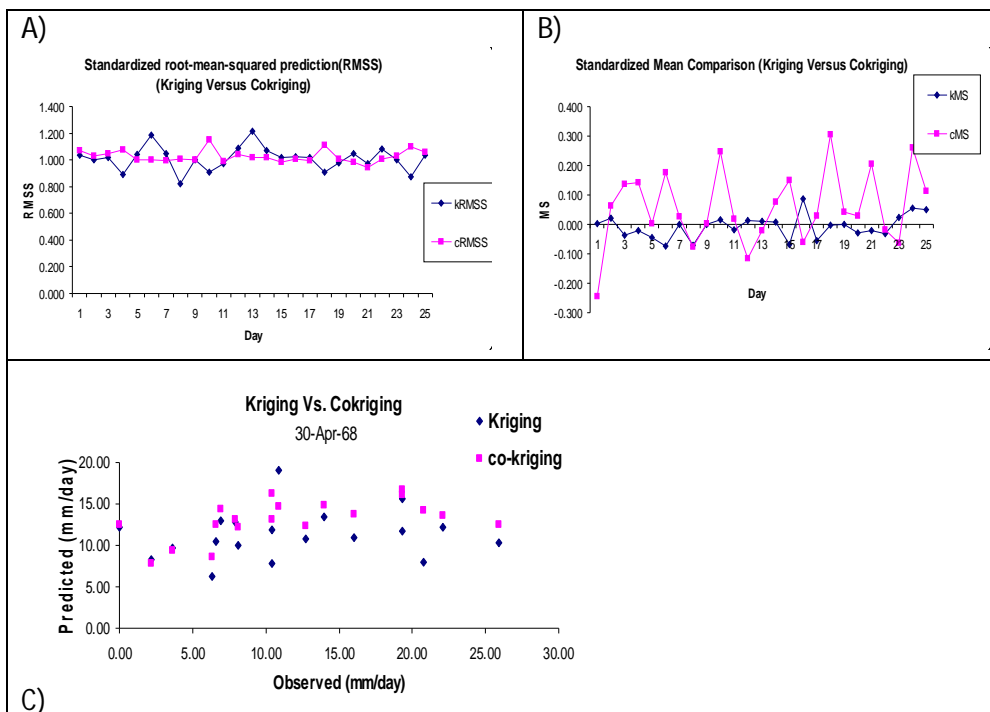 A)
Standardized root-mean-squared prediction(RMSS)
(Kriging Versus Cokriging)
1.400
1.200
1.000
0.800
0.600
0.400
0.200
0.000
RMSS
1 3 5 7 9 11 13 15 17 19 21 23 25
Day
kRMSS
cRMSS
B)
Standardized Mean Comparison (Kriging Versus Cokriging)
kMS
cMS
0.400
0.300
0.200
0.100
0.000
-0.100
-0.200
-0.300
MS
1 3 5 7 9 11 13 15 17 19 21 23 25
Day
Kriging Vs. Cokriging
30-Apr-68
Kriging
co-kriging
20.00
15.00
10.00
5.00
0.00
Predicted (mm/day)
0.00 5.00 10.00 15.00 20.00 25.00 30.00
Observed (mm/day)
C)